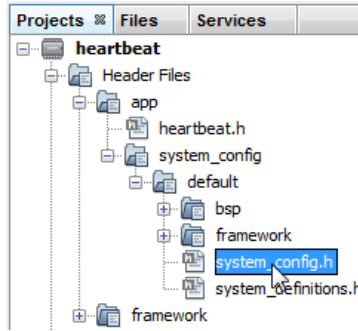 Projects Files Services
heartbeat
Header Files
app
heartbeat.h
system_config
default
bsp
framework
system_config.h
system_definitions.h
framework